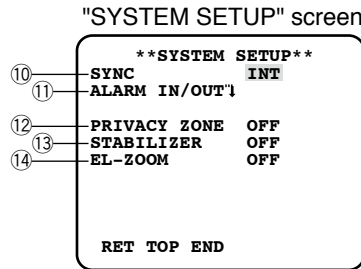 "SYSTEM SETUP" screen
**SYSTEM SETUP**
⑩ SYNC INT
⑪ ALARM IN/OUT↵
⑫ PRIVACY ZONE OFF
⑬ STABILIZER OFF
⑭ EL-ZOOM OFF
RET TOP END